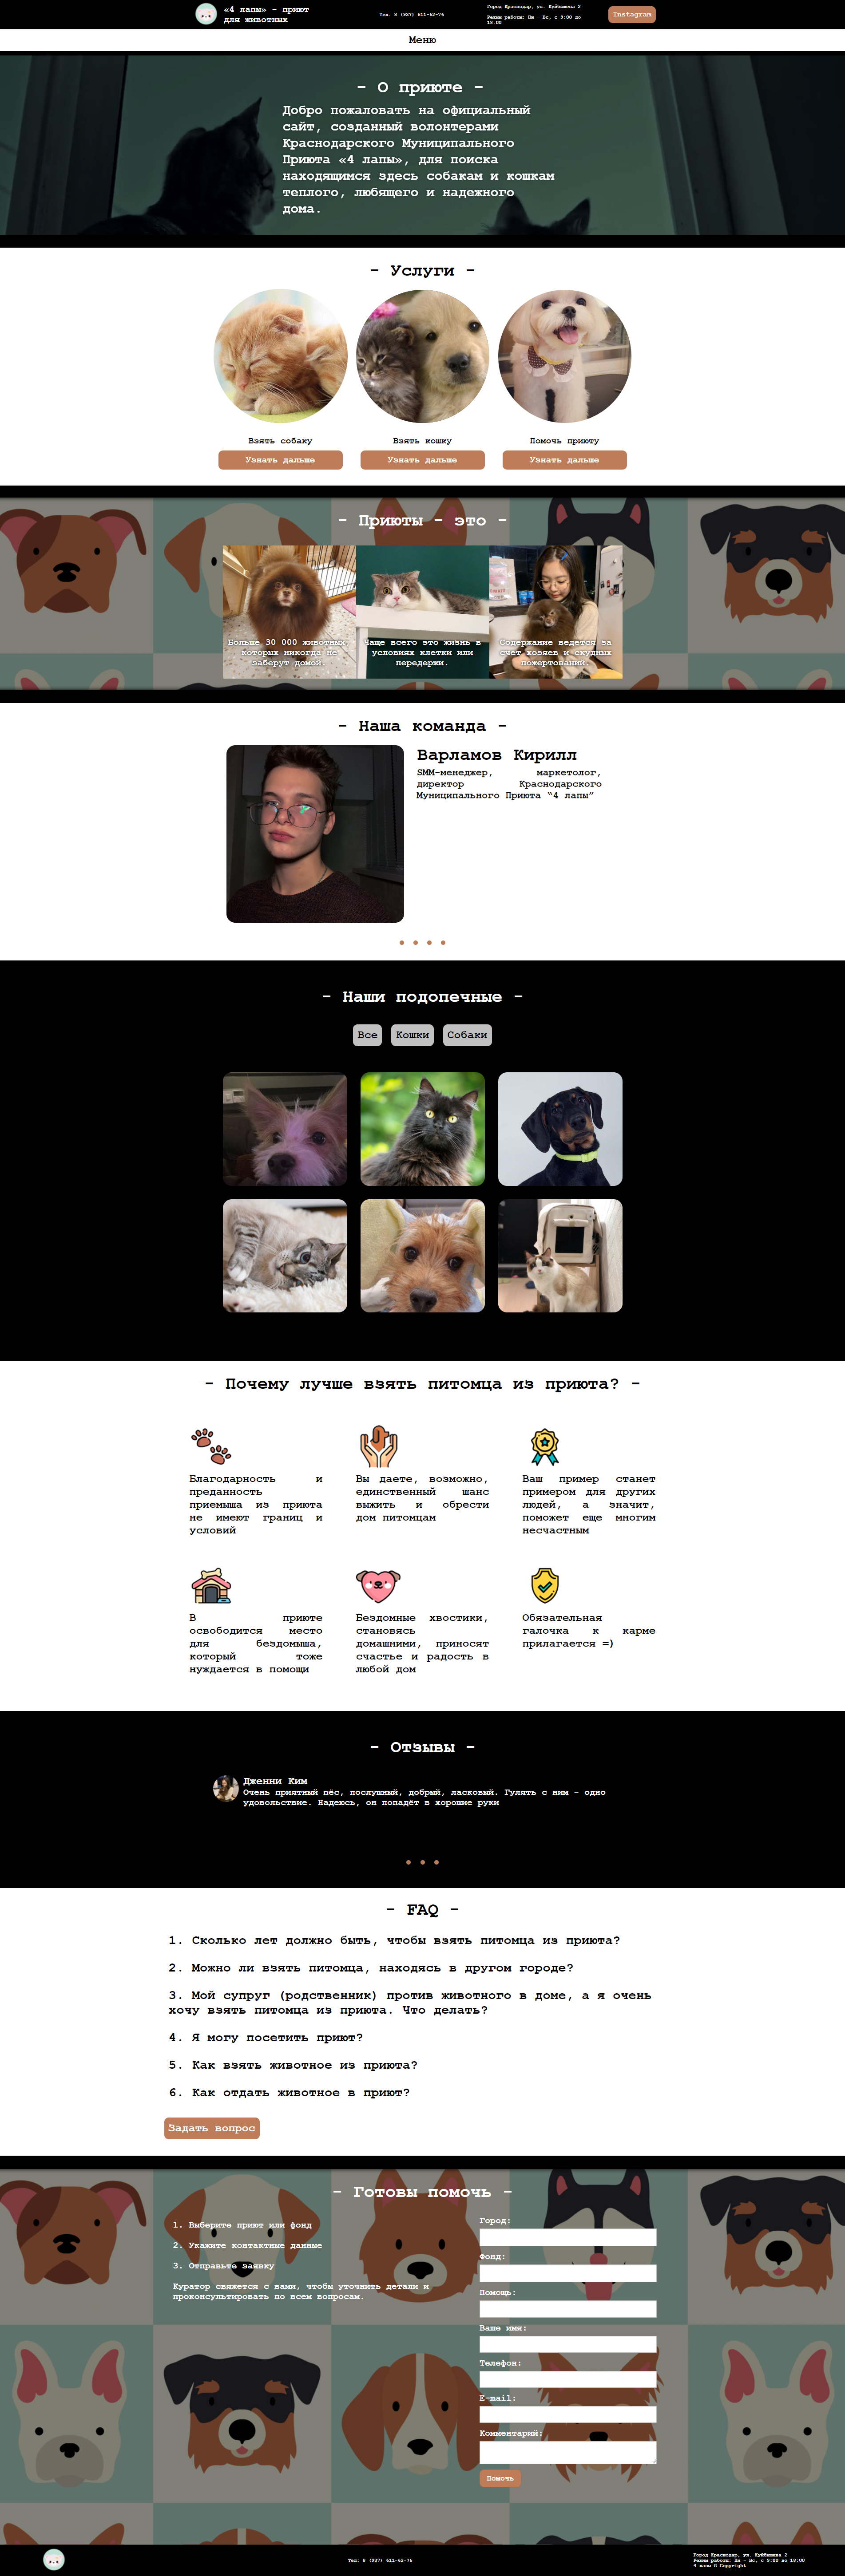 «4 лапы» - приют
для животных
Тел: 8 (937) 611-62-76
Город Краснодар, ул. Куйбышева 2
Режим работы: Пн - Вс, с 9:00 до
18:00
Instagram
Меню
- О приюте -
Добро пожаловать на официальный
сайт, созданный волонтерами
Краснодарского Муниципального
Приюта «4 лапы», для поиска
находящимся здесь собакам и кошкам
теплого, любящего и надежного
дома.
- Услуги -
Взять собаку
Взять кошку
Помочь приюту
Узнать дальше
Узнать дальше
Узнать дальше
- Приюты - это -
Больше 30 000 животных
которых никогда не
заберут домой.
Чаще всего это жизнь в
условиях клетки или
передержи.
Содержание ведется за
счет хозяев и скудных
пожертований.
- Наша команда -
Варламов Кирилл
SMM-менеджер, маркетолог,
директор Краснодарского
Муниципального Приюта “4 лапы”
- Наши подопечные -
Все
Кошки
Собаки
- Почему лучше взять питомца из приюта? -
Благодарность и
преданность
приемыша из приюта
не имеют границ и
условий
Вы даете, возможно,
единственный шанс
выжить и обрести
дом питомцам
Ваш пример станет
примером для других
людей, а значит,
поможет еще многим
несчастным
В приюте
освободится место
для бездомыша,
который тоже
нуждается в помощи
Бездомные хвостики,
становясь
домашними, приносят
счастье и радость в
любой дом
Обязательная
галочка к карме
прилагается =)
- Отзывы -
Дженни Ким
Очень приятный пёс, послушный, добрый, ласковый. Гулять с ним - одно
удовольствие. Надеюсь, он попадёт в хорошие руки
- FAQ -
1. Сколько лет должно быть, чтобы взять питомца из приюта?
2. Можно ли взять питомца, находясь в другом городе?
3. Мой супруг (родственник) против животного в доме, а я очень
хочу взять питомца из приюта. Что делать?
4. Я могу посетить приют?
5. Как взять животное из приюта?
6. Как отдать животное в приют?
Задать вопрос
- Готовы помочь -
1. Выберите приют или фонд
2. Укажите контактные данные
3. Отправьте заявку
Куратор свяжется с вами, чтобы уточнить детали и
проконсультировать по всем вопросам.
Город:
Фонд:
Помощь:
Ваше имя:
Телефон:
E-mail:
Комментарий:
Помочь
Тел: 8 (937) 611-62-76
Город Краснодар, ул. Куйбышева 2
Режим работы: Пн - Вс, с 9:00 до 18:00
4 лапы © Copyright